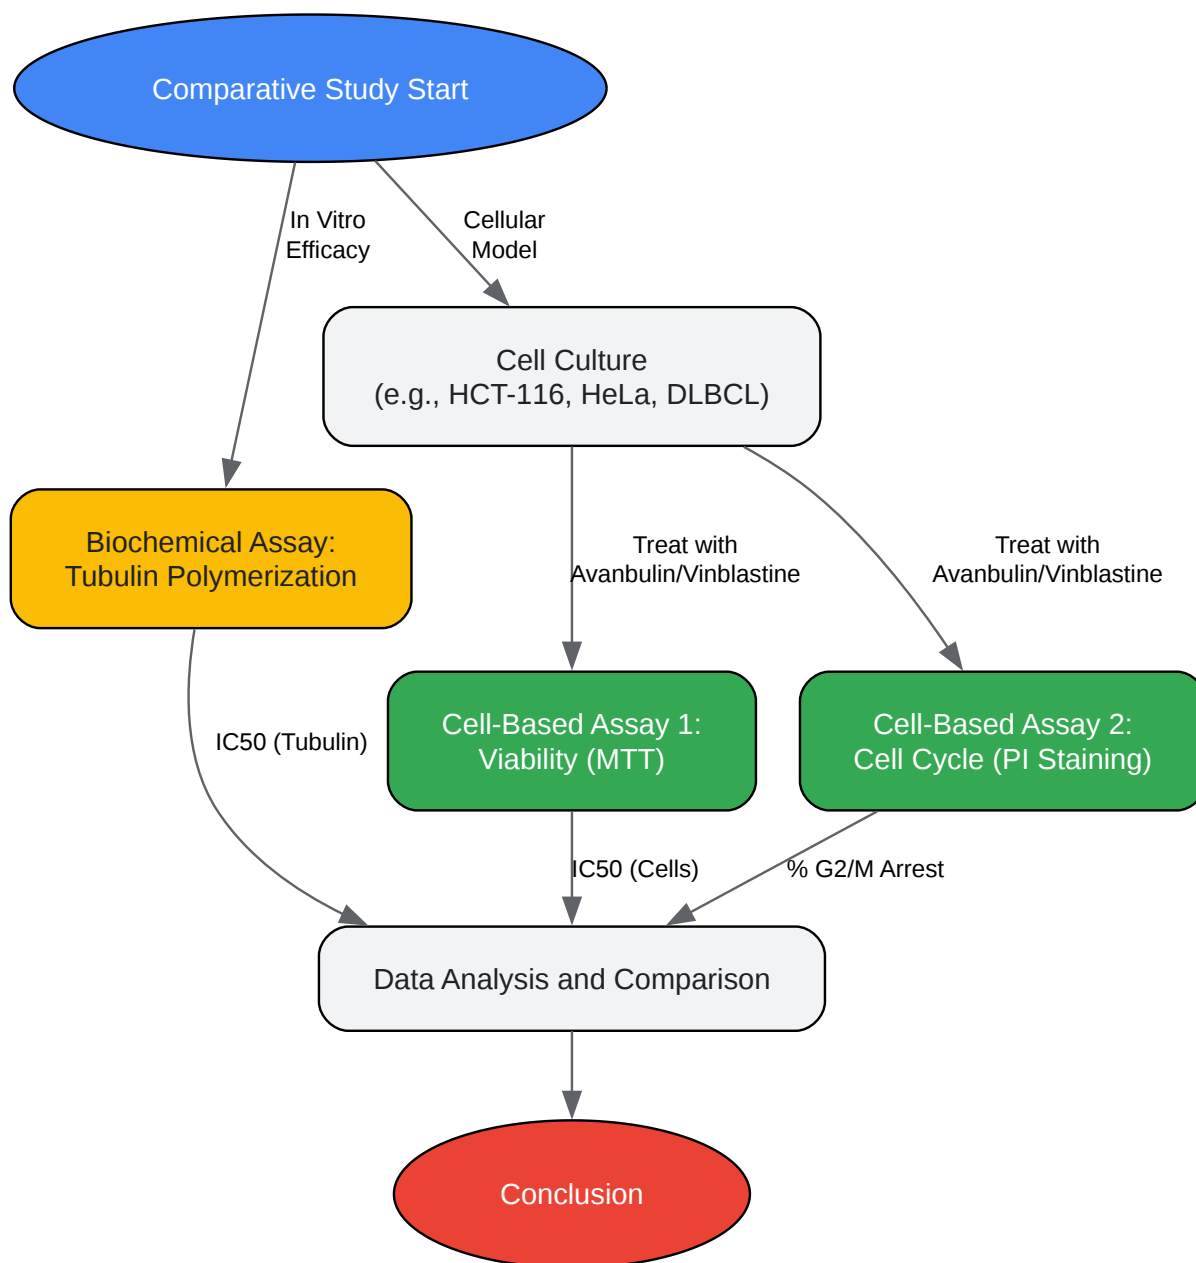 Comparative Study Start
In Vitro
Efficacy
Cellular
Model
Cell Culture
(e.g., HCT-116, HeLa, DLBCL)
Biochemical Assay:
Tubulin Polymerization
Treat with
Avanbulin/Vinblastine
Treat with
Avanbulin/Vinblastine
IC50 (Tubulin)
Cell-Based Assay 1:
Viability (MTT)
Cell-Based Assay 2:
Cell Cycle (PI Staining)
IC50 (Cells)
% G2/M Arrest
Data Analysis and Comparison
Conclusion